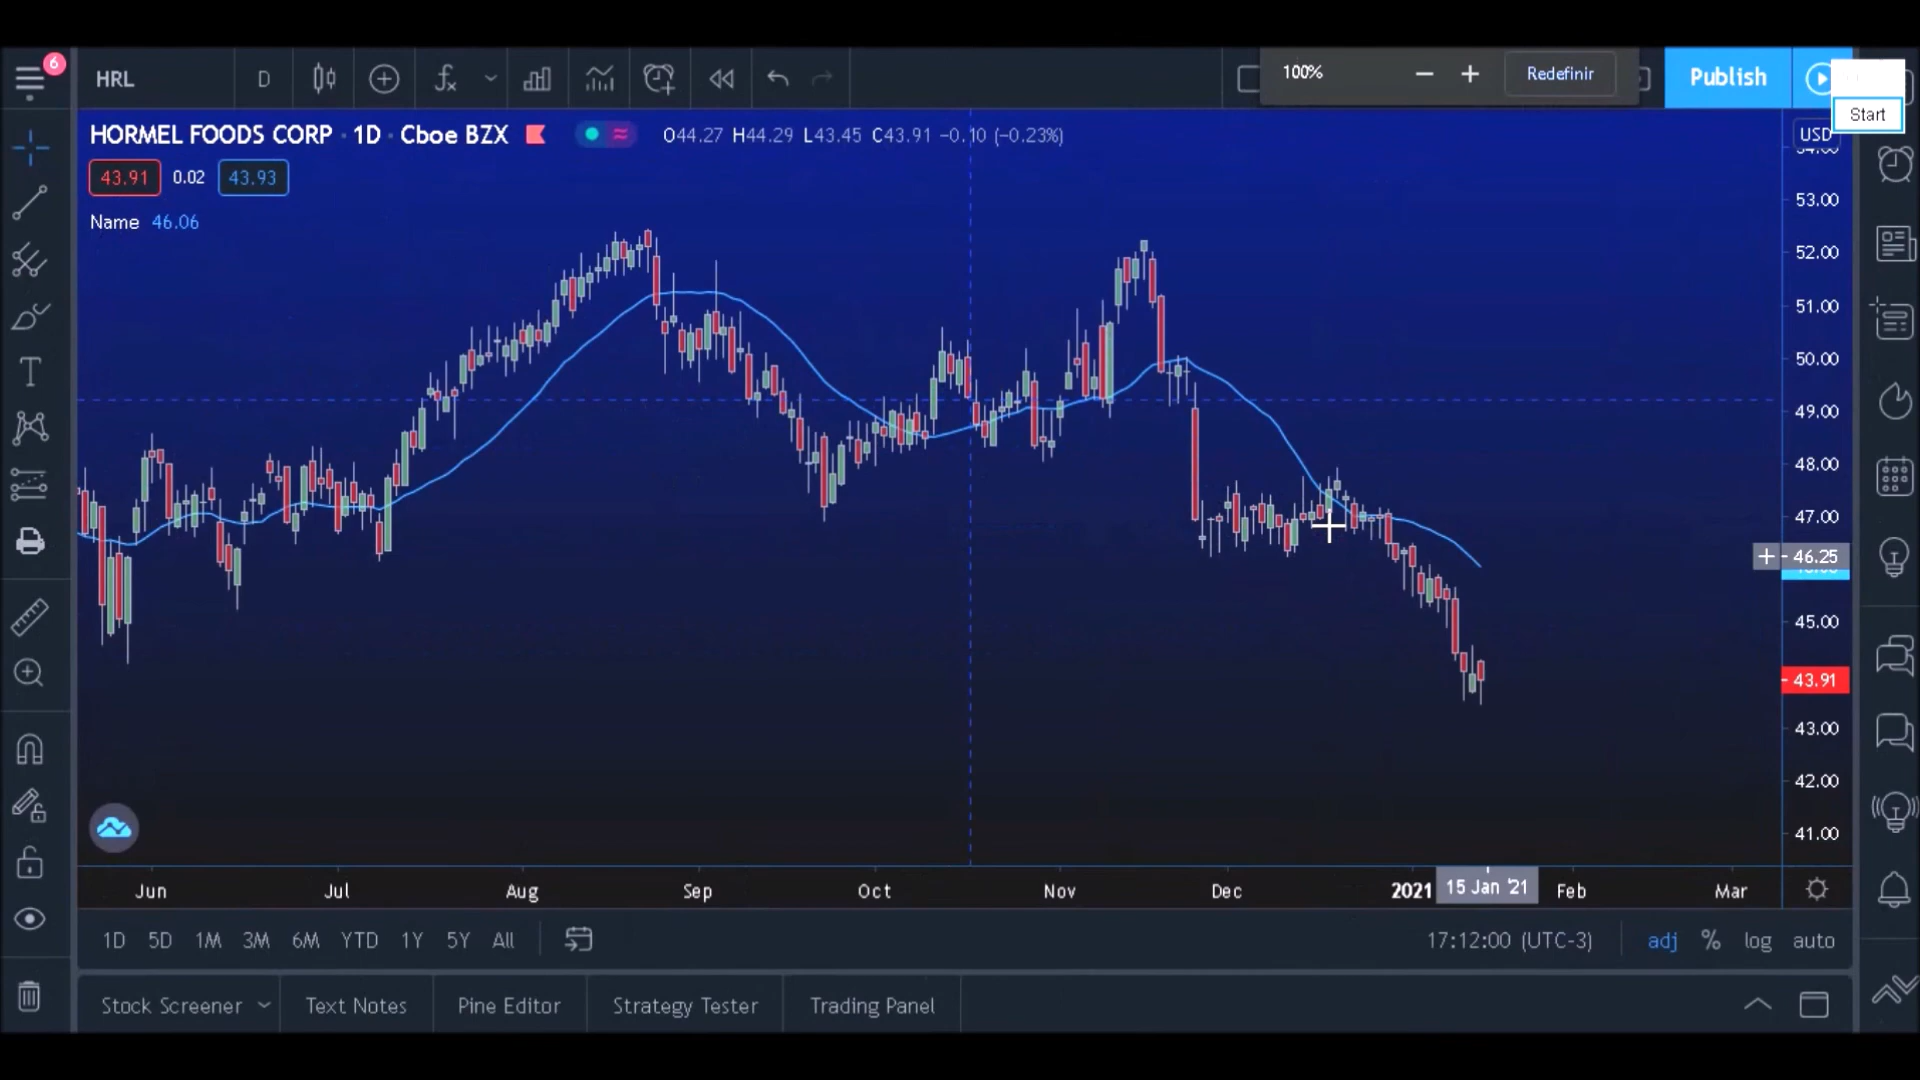 6
HRL D
100% — + Redefinir
Publish
Start
HORMEL FOODS CORP · 1D · Cboe BZX O44.27 H44.29 L43.45 C43.91 −0.10 (−0.23%)
USD
43.91 0.02 43.93
Name 46.06
53.00
52.00
51.00
50.00
49.00
48.00
47.00
46.25
45.00
43.91
43.00
42.00
41.00
Jun Jul Aug Sep Oct Nov Dec 2021 15 Jan '21 Feb Mar
1D 5D 1M 3M 6M YTD 1Y 5Y All 17:12:00 (UTC-3) adj % log auto
Stock Screener Text Notes Pine Editor Strategy Tester Trading Panel